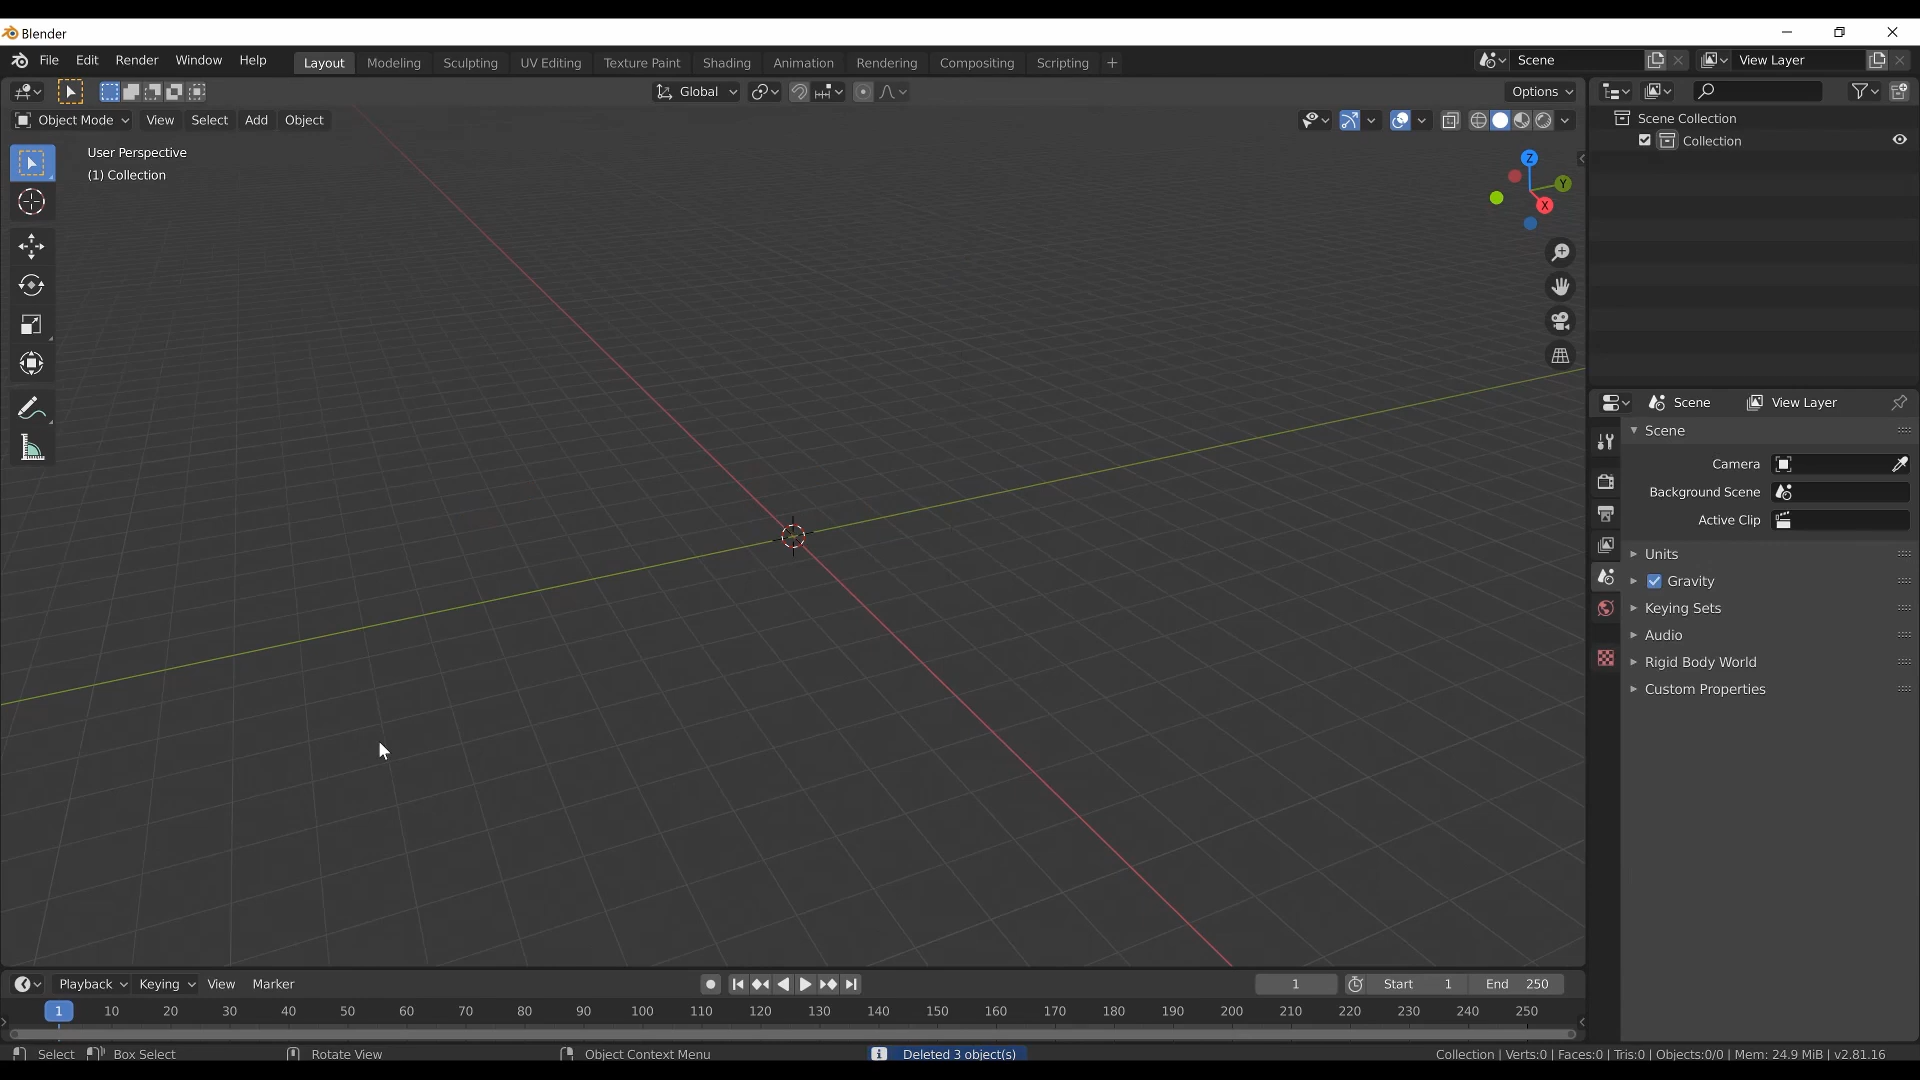 Blender
File Edit Render Window Help Layout Modeling Sculpting UV Editing Texture Paint Shading Animation Rendering Compositing Scripting + Scene View Layer
Global Options
Object Mode View Select Add Object
User Perspective
(1) Collection
Z
Y
X
Scene Collection
Collection
Scene View Layer
Scene
Camera
Background Scene
Active Clip
Units
Gravity
Keying Sets
Audio
Rigid Body World
Custom Properties
Playback Keying View Marker 1 Start 1 End 250
1 10 20 30 40 50 60 70 80 90 100 110 120 130 140 150 160 170 180 190 200 210 220 230 240 250
Select Box Select Rotate View Object Context Menu Deleted 3 object(s) Collection | Verts:0 | Faces:0 | Tris:0 | Objects:0/0 | Mem: 24.9 MiB | v2.81.16